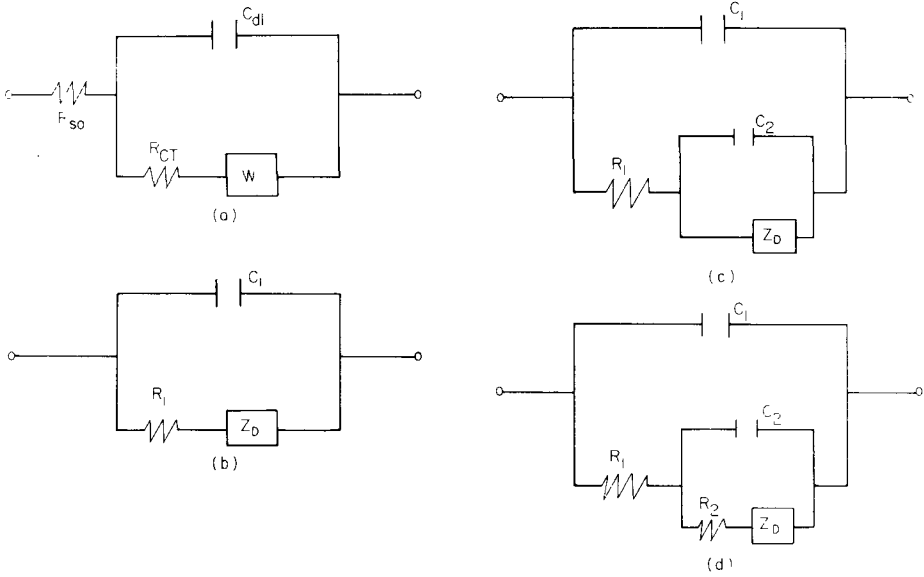 C_dl
R_so
R_CT
W
(a)
C_1
R_1
Z_D
(b)
C_1
C_2
R_1
Z_D
(c)
C_1
C_2
R_1
R_2
Z_D
(d)